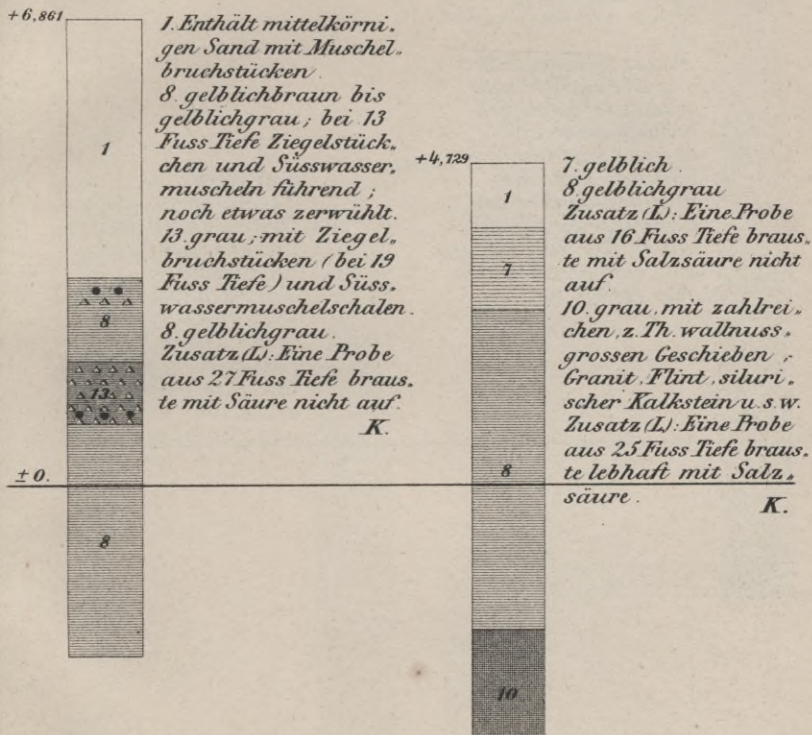 +6,861
1. Enthält mittelkörni-
gen Sand mit Muschel-
bruchstücken.
8. gelblichbraun bis
gelblichgrau; bei 13
Fuss Tiefe Ziegelstück-
chen und Süsswasser-
muscheln führend;
noch etwas zerwühlt.
13. grau; mit Ziegel-
bruchstücken (bei 19
Fuss Tiefe) und Süss-
wassermuschelschalen.
8. gelblichgrau.
Zusatz (L): Eine Probe
aus 27 Fuss Tiefe braus-
te mit Säure nicht auf.
K.
1
8
13
± 0.
8
+4,729
7. gelblich.
8. gelblichgrau
Zusatz (L): Eine Probe
aus 16 Fuss Tiefe braus-
te mit Salzsäure nicht
auf.
10. grau, mit zahlrei-
chen, z. Th. wallnuss-
grossen Geschieben;
Granit, Flint, siluri-
scher Kalkstein u. s. w.
Zusatz (L): Eine Probe
aus 25 Fuss Tiefe braus-
te lebhaft mit Salz-
säure.
K.
1
7
8
10